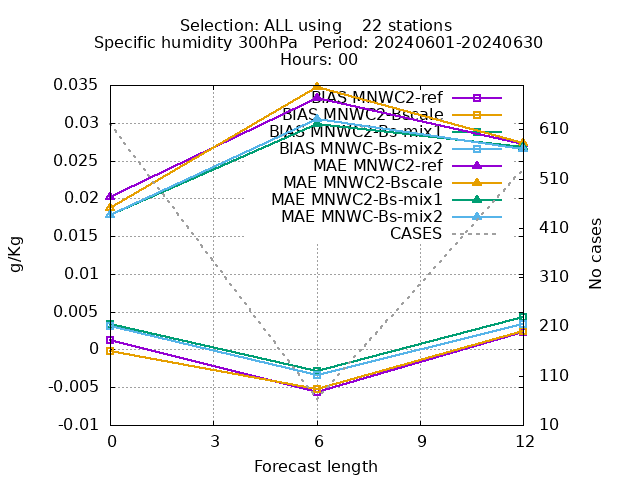 Selection: ALL using    22 stations
Specific humidity 300hPa   Period: 20240601-20240630
Hours: 00
0.035
0.03
0.025
0.02
0.015
0.01
0.005
0
-0.005
-0.01
g/Kg
BIAS MNWC2-ref
BIAS MNWC2-Bscale
BIAS MNWC2-Bs-mix1
BIAS MNWC-Bs-mix2
MAE MNWC2-ref
MAE MNWC2-Bscale
MAE MNWC2-Bs-mix1
MAE MNWC-Bs-mix2
CASES
610
510
410
310
210
110
10
No cases
0 3 6 9 12
Forecast length